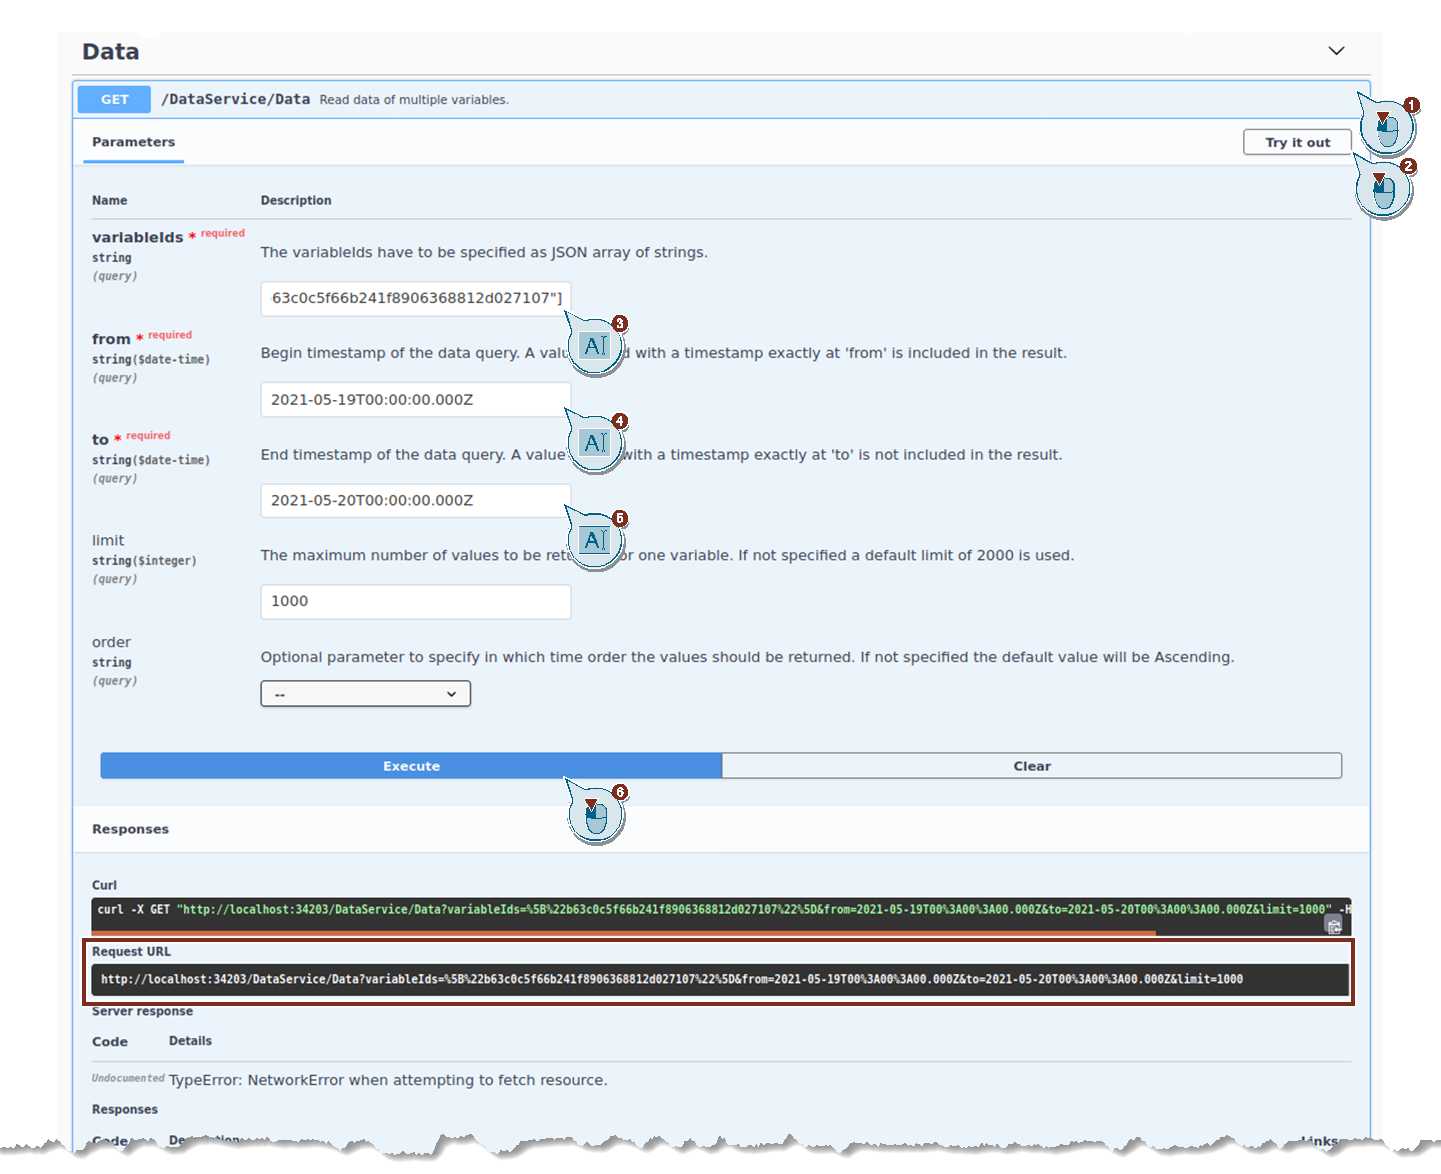 Data
GET /DataService/Data Read data of multiple variables.
1
Parameters
Try it out
2
Name Description
variableIds * required
string
(query)
The variableIds have to be specified as JSON array of strings.
63c0c5f66b241f8906368812d027107"]
3
from * required
string($date-time)
(query)
Begin timestamp of the data query. A valu d with a timestamp exactly at 'from' is included in the result.
2021-05-19T00:00:00.000Z
4
to * required
string($date-time)
(query)
End timestamp of the data query. A value with a timestamp exactly at 'to' is not included in the result.
2021-05-20T00:00:00.000Z
5
limit
string($integer)
(query)
The maximum number of values to be retu or one variable. If not specified a default limit of 2000 is used.
1000
order
string
(query)
Optional parameter to specify in which time order the values should be returned. If not specified the default value will be Ascending.
--
Execute Clear
6
Responses
Curl
curl -X GET "http://localhost:34203/DataService/Data?variableIds=%5B%22b63c0c5f66b241f8906368812d027107%22%5D&from=2021-05-19T00%3A00%3A00.000Z&to=2021-05-20T00%3A00%3A00.000Z&limit=1000" -H
Request URL
http://localhost:34203/DataService/Data?variableIds=%5B%22b63c0c5f66b241f8906368812d027107%22%5D&from=2021-05-19T00%3A00%3A00.000Z&to=2021-05-20T00%3A00%3A00.000Z&limit=1000
Server response
Code Details
Undocumented TypeError: NetworkError when attempting to fetch resource.
Responses
Code Description Links